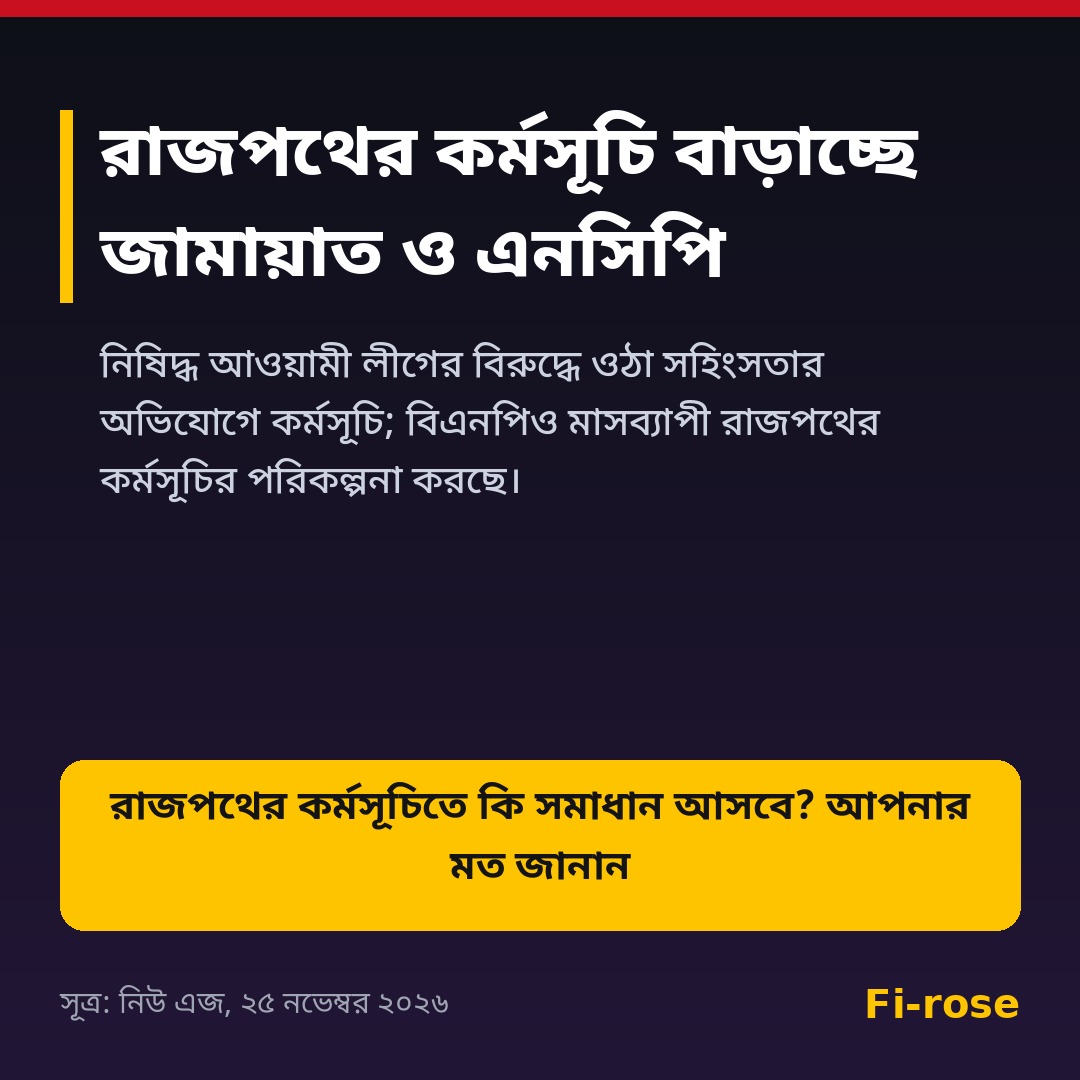 রাজপথের কর্মসূচি বাড়াচ্ছে
জামায়াত ও এনসিপি
নিষিদ্ধ আওয়ামী লীগের বিরুদ্ধে ওঠা সহিংসতার
অভিযোগে কর্মসূচি; বিএনপিও মাসব্যাপী রাজপথের
কর্মসূচির পরিকল্পনা করছে।
রাজপথের কর্মসূচিতে কি সমাধান আসবে? আপনার
মত জানান
সূত্র: নিউ এজ, ২৫ নভেম্বর ২০২৬
Fi-rose